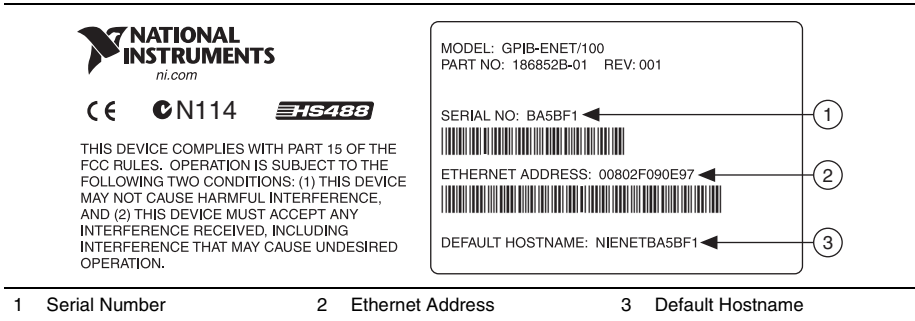 NATIONAL
INSTRUMENTS
ni.com
CE N114 HS488
THIS DEVICE COMPLIES WITH PART 15 OF THE
FCC RULES. OPERATION IS SUBJECT TO THE
FOLLOWING TWO CONDITIONS: (1) THIS DEVICE
MAY NOT CAUSE HARMFUL INTERFERENCE,
AND (2) THIS DEVICE MUST ACCEPT ANY
INTERFERENCE RECEIVED, INCLUDING
INTERFERENCE THAT MAY CAUSE UNDESIRED
OPERATION.
MODEL: GPIB-ENET/100
PART NO: 186852B-01 REV: 001
SERIAL NO: BA5BF1 1
ETHERNET ADDRESS: 00802F090E97 2
DEFAULT HOSTNAME: NIENETBA5BF1 3
1 Serial Number 2 Ethernet Address 3 Default Hostname